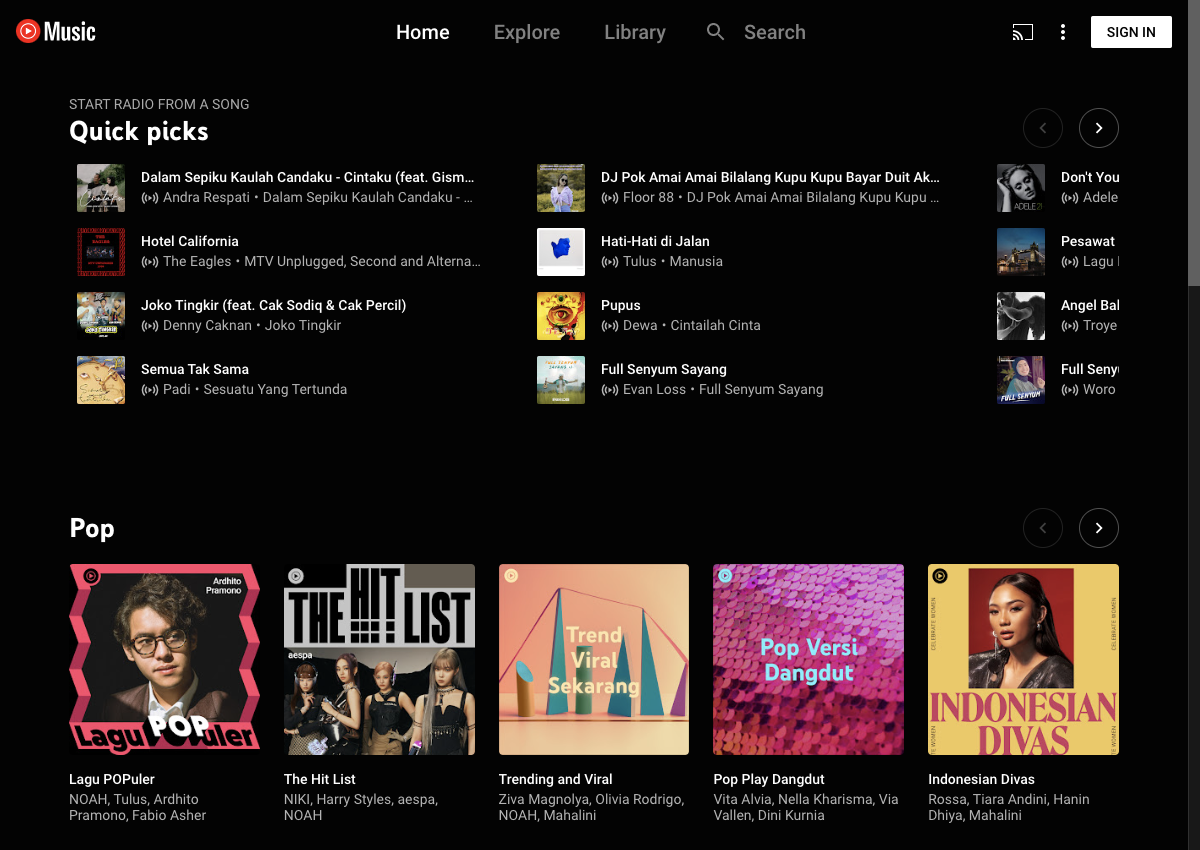 Music
Home
Explore
Library
Search
SIGN IN
START RADIO FROM A SONG
Quick picks
Dalam Sepiku Kaulah Candaku - Cintaku (feat. Gism...
Andra Respati • Dalam Sepiku Kaulah Candaku - ...
Hotel California
The Eagles • MTV Unplugged, Second and Alterna...
Joko Tingkir (feat. Cak Sodiq & Cak Percil)
Denny Caknan • Joko Tingkir
Semua Tak Sama
Padi • Sesuatu Yang Tertunda
DJ Pok Amai Amai Bilalang Kupu Kupu Bayar Duit Ak...
Floor 88 • DJ Pok Amai Amai Bilalang Kupu Kupu ...
Hati-Hati di Jalan
Tulus • Manusia
Pupus
Dewa • Cintailah Cinta
Full Senyum Sayang
Evan Loss • Full Senyum Sayang
ADELE 21
Don't You
Adele
Pesawat
Lagu
Angel Ba
Troye
FULL SENYUM
Full Seny
Woro
Pop
Ardhito
Pramono
Lagu POPuler
THE HIT LIST
aespa
Trend
Viral
Sekarang
Pop Versi
Dangdut
CELEBRATE WOMEN
CELEBRATE WOMEN
INDONESIAN
DIVAS
Lagu POPuler
NOAH, Tulus, Ardhito
Pramono, Fabio Asher
The Hit List
NIKI, Harry Styles, aespa,
NOAH
Trending and Viral
Ziva Magnolya, Olivia Rodrigo,
NOAH, Mahalini
Pop Play Dangdut
Vita Alvia, Nella Kharisma, Via
Vallen, Dini Kurnia
Indonesian Divas
Rossa, Tiara Andini, Hanin
Dhiya, Mahalini